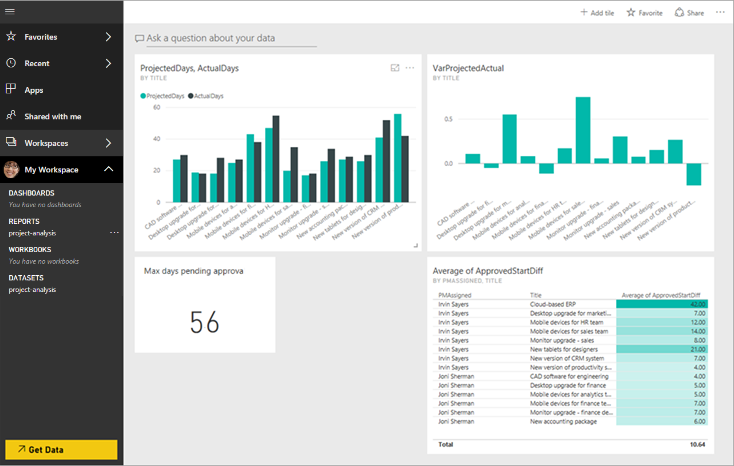 Add tile
Favorite
Share
Favorites
Recent
Apps
Shared with me
Workspaces
My Workspace
DASHBOARDS
You have no dashboards
REPORTS
project-analysis
WORKBOOKS
You have no workbooks
DATASETS
project-analysis
Get Data
Ask a question about your data
ProjectedDays, ActualDays
BY TITLE
ProjectedDays ActualDays
60
40
20
0
CAD software ...
Desktop upgrade for fi...
Desktop upgrade for...
Mobile devices for a...
Mobile devices for fi...
Mobile devices for H...
Mobile devices for sa...
Monitor upgrade - fi...
Monitor upgrade - s...
New accounting pac...
New tablets for desig...
New version of CRM ...
New version of prod...
VarProjectedActual
BY TITLE
0.5
0.0
CAD software ...
Desktop upgrade for fi...
Desktop upgrade for m...
Mobile devices for anal...
Mobile devices for fina...
Mobile devices for HR t...
Mobile devices for sale...
Monitor upgrade - fina...
Monitor upgrade - sales
New accounting packa...
New tablets for design...
New version of CRM sy...
New version of product...
Max days pending approva
56
Average of ApprovedStartDiff
BY PMASSIGNED, TITLE
PMAssigned Title Average of ApprovedStartDiff
Irvin Sayers Cloud-based ERP 42.00
Irvin Sayers Desktop upgrade for marketi... 7.00
Irvin Sayers Mobile devices for HR team 12.00
Irvin Sayers Mobile devices for sales team 14.00
Irvin Sayers Monitor upgrade - sales 8.00
Irvin Sayers New tablets for designers 21.00
Irvin Sayers New version of CRM system 7.00
Irvin Sayers New version of productivity s... 4.00
Joni Sherman CAD software for engineering 4.00
Joni Sherman Desktop upgrade for finance 5.00
Joni Sherman Mobile devices for analytics t... 5.00
Joni Sherman Mobile devices for finance te... 7.00
Joni Sherman Monitor upgrade - finance de... 7.00
Joni Sherman New accounting package 6.00
Total 10.64